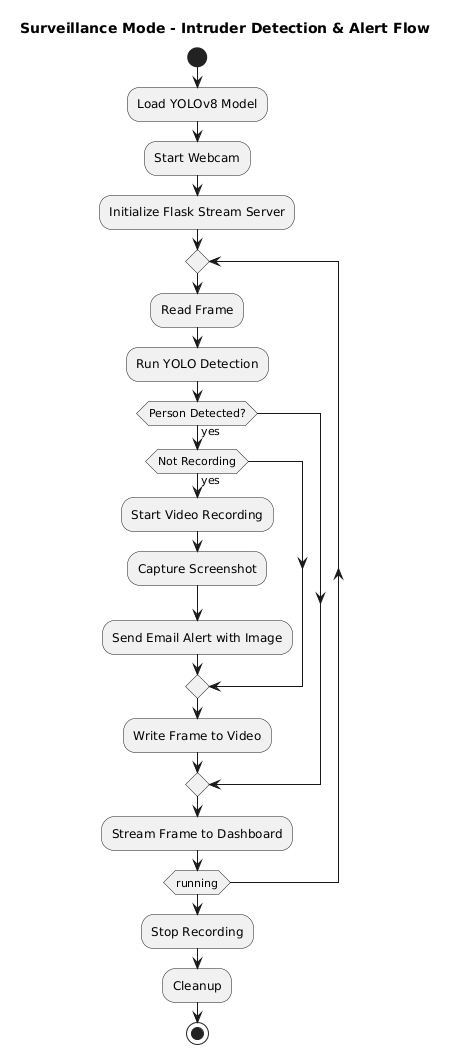 Surveillance Mode - Intruder Detection & Alert Flow
Load YOLOv8 Model
Start Webcam
Initialize Flask Stream Server
Read Frame
Run YOLO Detection
Person Detected?
yes
Not Recording
yes
Start Video Recording
Capture Screenshot
Send Email Alert with Image
Write Frame to Video
Stream Frame to Dashboard
running
Stop Recording
Cleanup